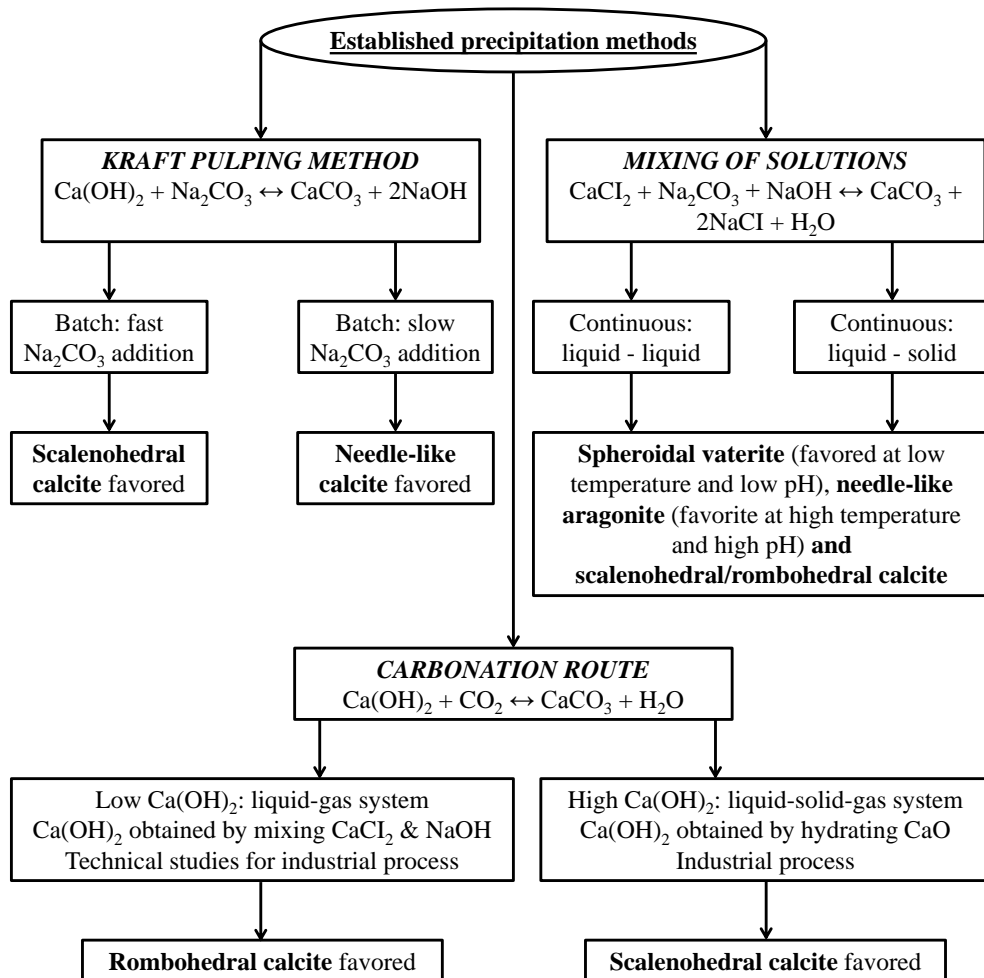 Established precipitation methods
KRAFT PULPING METHOD
Ca(OH)₂ + Na₂CO₃ ↔ CaCO₃ + 2NaOH
MIXING OF SOLUTIONS
CaCI₂ + Na₂CO₃ + NaOH ↔ CaCO₃ +
2NaCI + H₂O
Batch: fast
Na₂CO₃ addition
Batch: slow
Na₂CO₃ addition
Continuous:
liquid - liquid
Continuous:
liquid - solid
Scalenohedral
calcite favored
Needle-like
calcite favored
Spheroidal vaterite (favored at low
temperature and low pH), needle-like
aragonite (favorite at high temperature
and high pH) and
scalenohedral/rombohedral calcite
CARBONATION ROUTE
Ca(OH)₂ + CO₂ ↔ CaCO₃ + H₂O
Low Ca(OH)₂: liquid-gas system
Ca(OH)₂ obtained by mixing CaCI₂ & NaOH
Technical studies for industrial process
High Ca(OH)₂: liquid-solid-gas system
Ca(OH)₂ obtained by hydrating CaO
Industrial process
Rombohedral calcite favored
Scalenohedral calcite favored